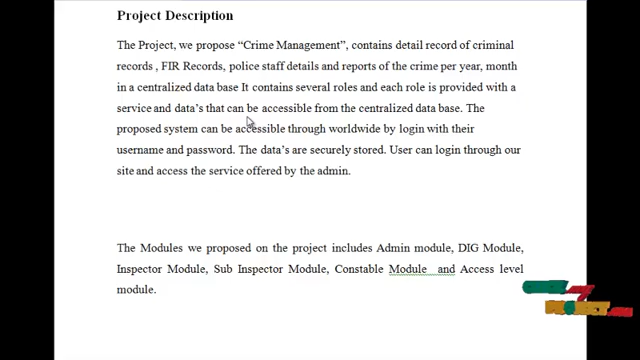 Project Description
The Project, we propose “Crime Management”, contains detail record of criminal
records , FIR Records, police staff details and reports of the crime per year, month
in a centralized data base It contains several roles and each role is provided with a
service and data’s that can be accessible from the centralized data base. The
proposed system can be accessible through worldwide by login with their
username and password. The data’s are securely stored. User can login through our
site and access the service offered by the admin.
The Modules we proposed on the project includes Admin module, DIG Module,
Inspector Module, Sub Inspector Module, Constable Module and Access level
module.